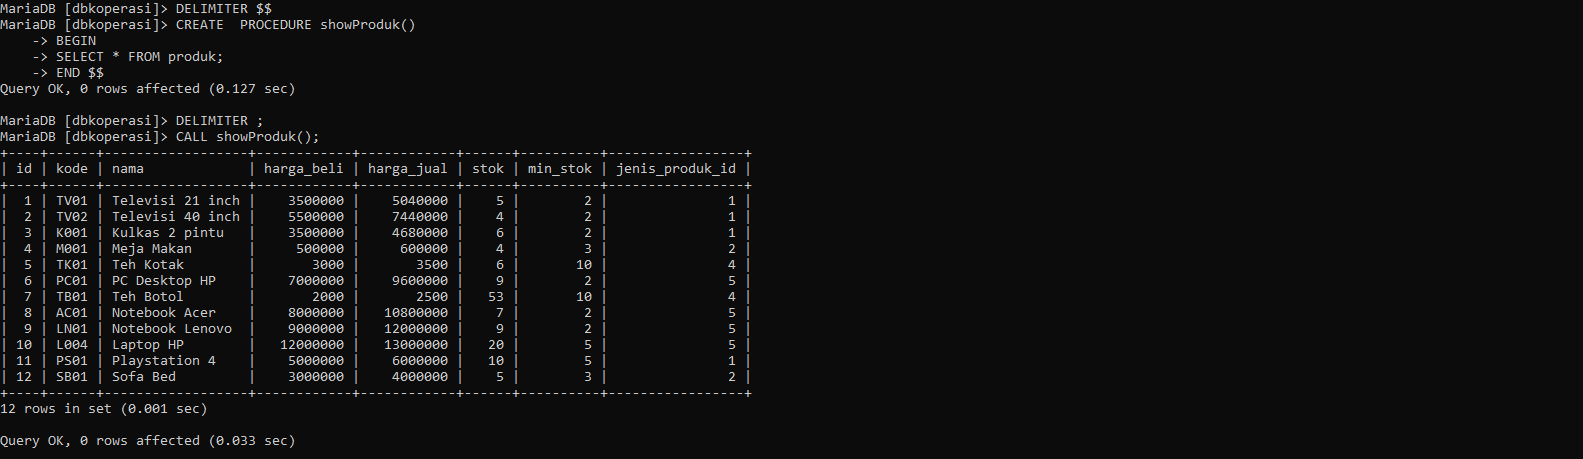 MariaDB [dbkoperasi]> DELIMITER $$
MariaDB [dbkoperasi]> CREATE  PROCEDURE showProduk()
    -> BEGIN
    -> SELECT * FROM produk;
    -> END $$
Query OK, 0 rows affected (0.127 sec)

MariaDB [dbkoperasi]> DELIMITER ;
MariaDB [dbkoperasi]> CALL showProduk();
+----+------+------------------+------------+------------+------+----------+-----------------+
| id | kode | nama             | harga_beli | harga_jual | stok | min_stok | jenis_produk_id |
+----+------+------------------+------------+------------+------+----------+-----------------+
|  1 | TV01 | Televisi 21 inch |    3500000 |    5040000 |    5 |        2 |               1 |
|  2 | TV02 | Televisi 40 inch |    5500000 |    7440000 |    4 |        2 |               1 |
|  3 | K001 | Kulkas 2 pintu   |    3500000 |    4680000 |    6 |        2 |               1 |
|  4 | M001 | Meja Makan       |     500000 |     600000 |    4 |        3 |               2 |
|  5 | TK01 | Teh Kotak        |       3000 |       3500 |    6 |       10 |               4 |
|  6 | PC01 | PC Desktop HP    |    7000000 |    9600000 |    9 |        2 |               5 |
|  7 | TB01 | Teh Botol        |       2000 |       2500 |   53 |       10 |               4 |
|  8 | AC01 | Notebook Acer    |    8000000 |   10800000 |    7 |        2 |               5 |
|  9 | LN01 | Notebook Lenovo  |    9000000 |   12000000 |    9 |        2 |               5 |
| 10 | L004 | Laptop HP        |   12000000 |   13000000 |   20 |        5 |               5 |
| 11 | PS01 | Playstation 4    |    5000000 |    6000000 |   10 |        5 |               1 |
| 12 | SB01 | Sofa Bed         |    3000000 |    4000000 |    5 |        3 |               2 |
+----+------+------------------+------------+------------+------+----------+-----------------+
12 rows in set (0.001 sec)

Query OK, 0 rows affected (0.033 sec)